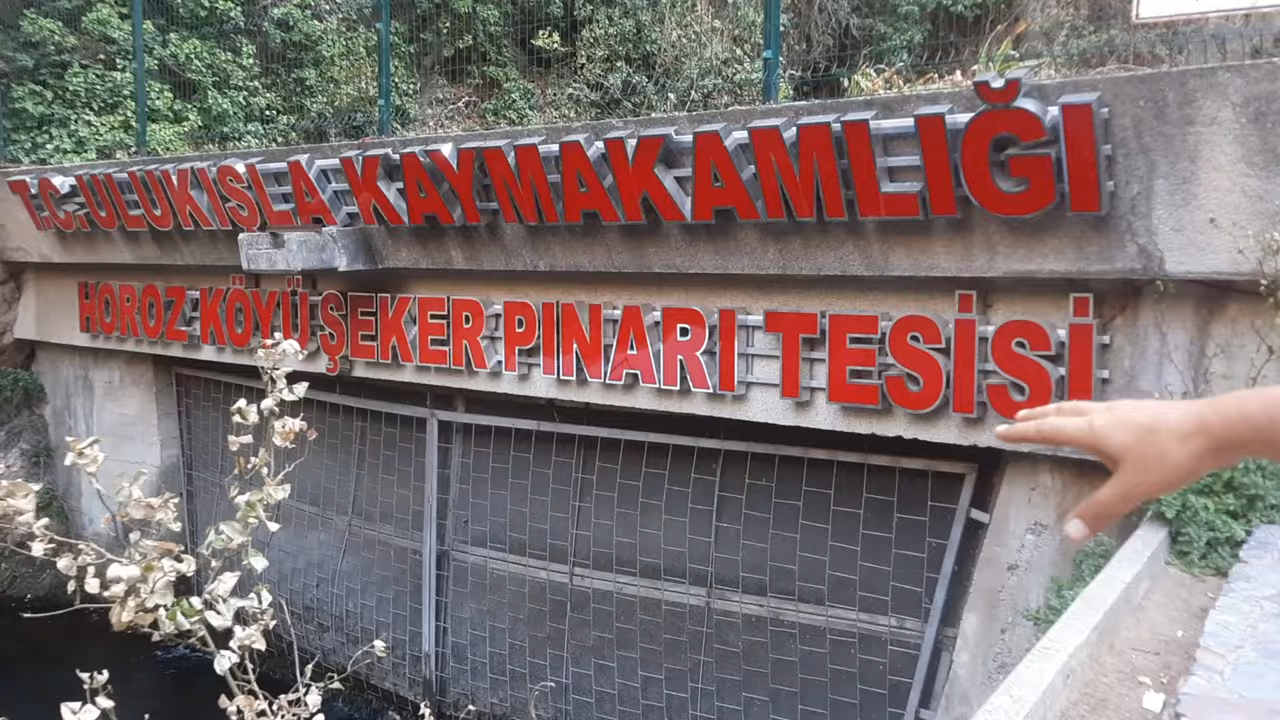 T.C. ULUKIŞLA KAYMAKAMLIĞI
HOROZ KÖYÜ ŞEKER PINARI TESİSİ